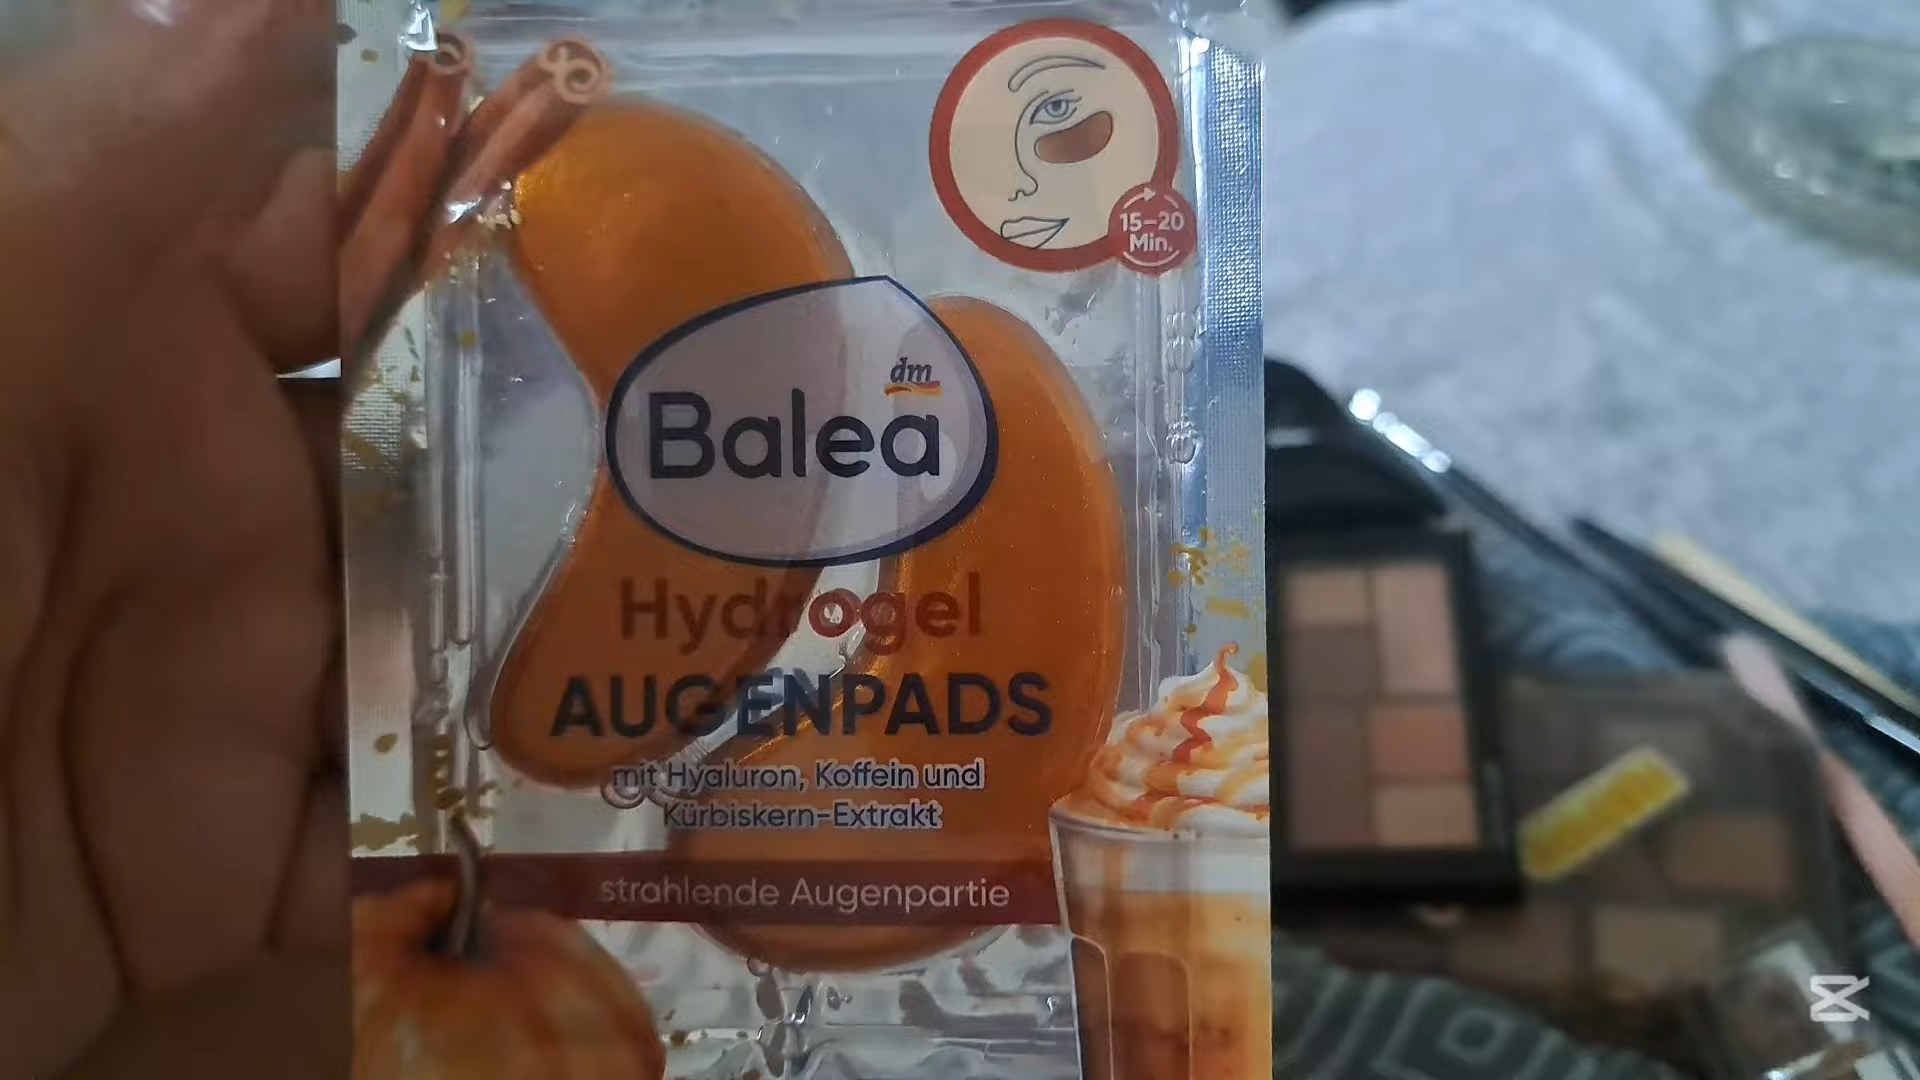 15–20
Min.
dm
Balea
Hydrogel
AUGENPADS
mit Hyaluron, Koffein und
Kürbiskern-Extrakt
strahlende Augenpartie